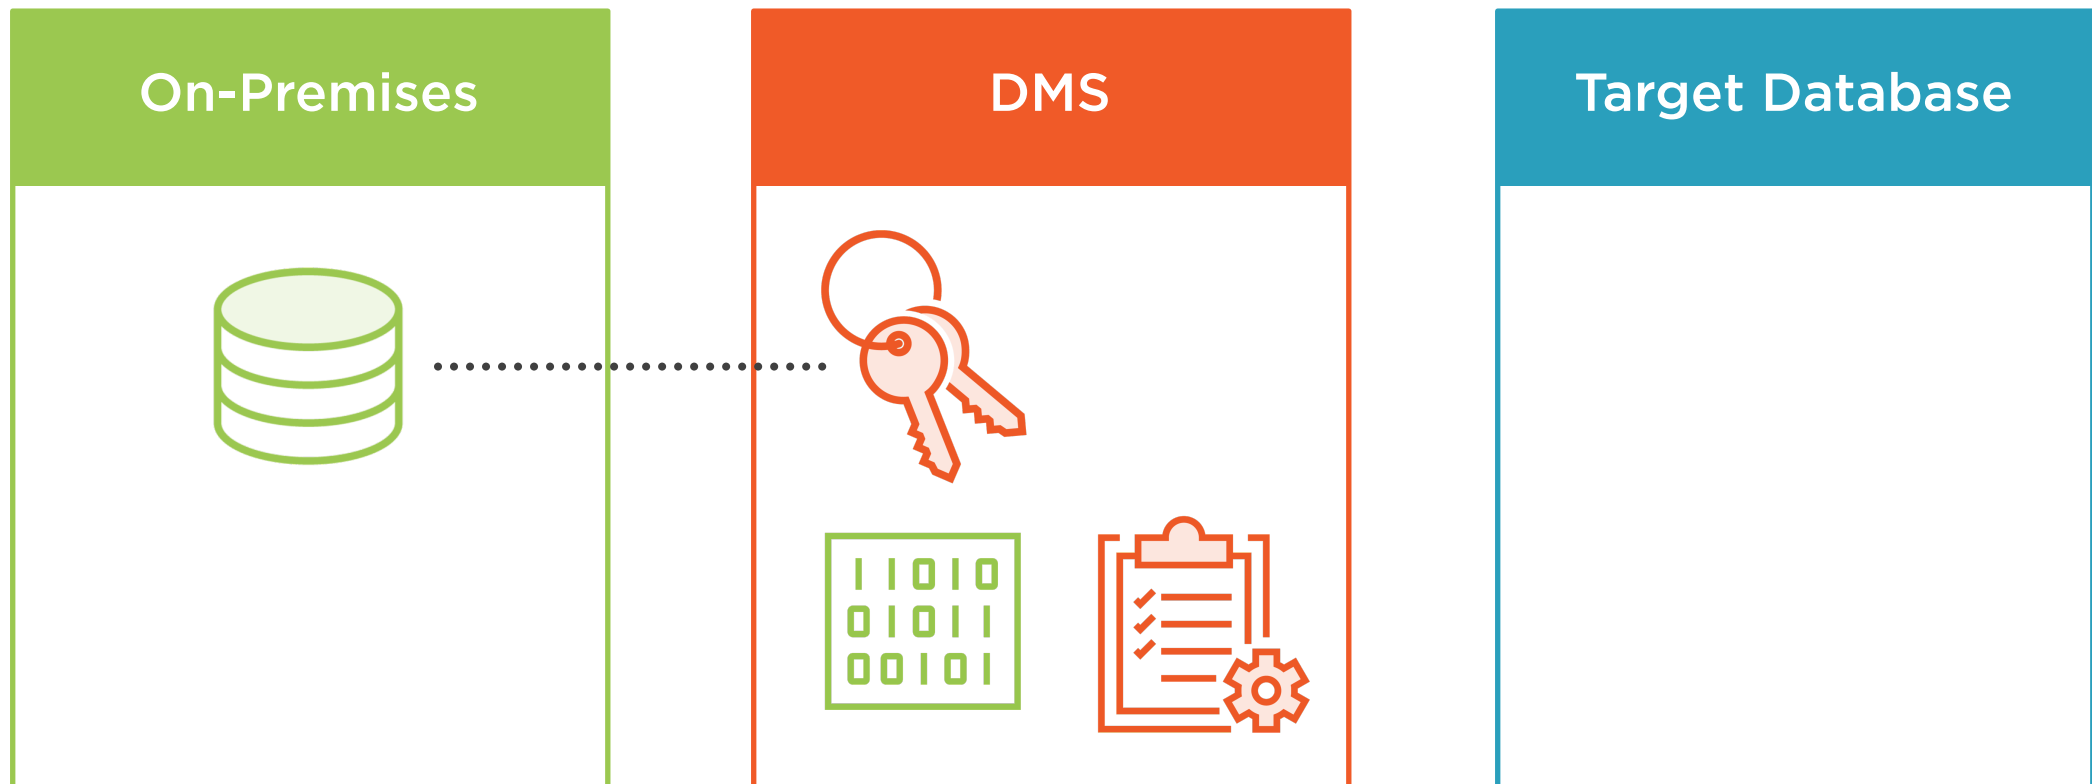 On-Premises
DMS
Target Database
11010
01011
00101